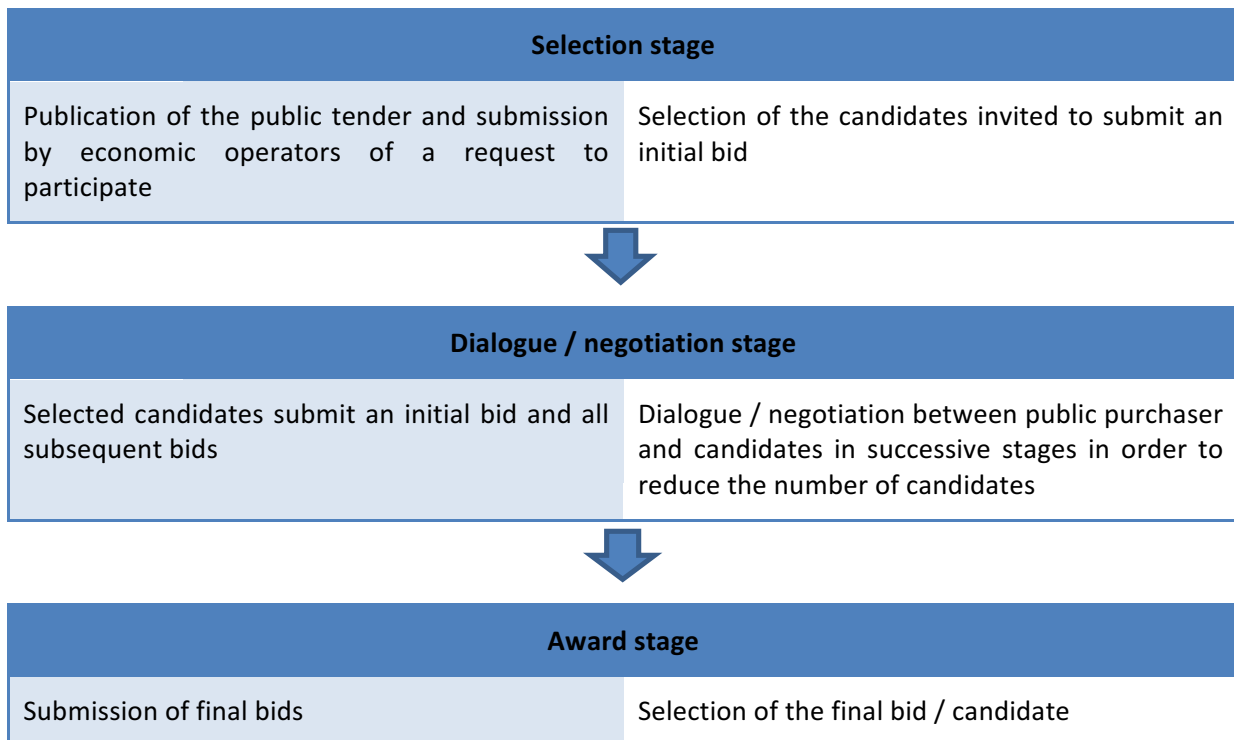 Selection stage
Publication of the public tender and submission
by economic operators of a request to
participate
Selection of the candidates invited to submit an
initial bid
Dialogue / negotiation stage
Selected candidates submit an initial bid and all
subsequent bids
Dialogue / negotiation between public purchaser
and candidates in successive stages in order to
reduce the number of candidates
Award stage
Submission of final bids
Selection of the final bid / candidate